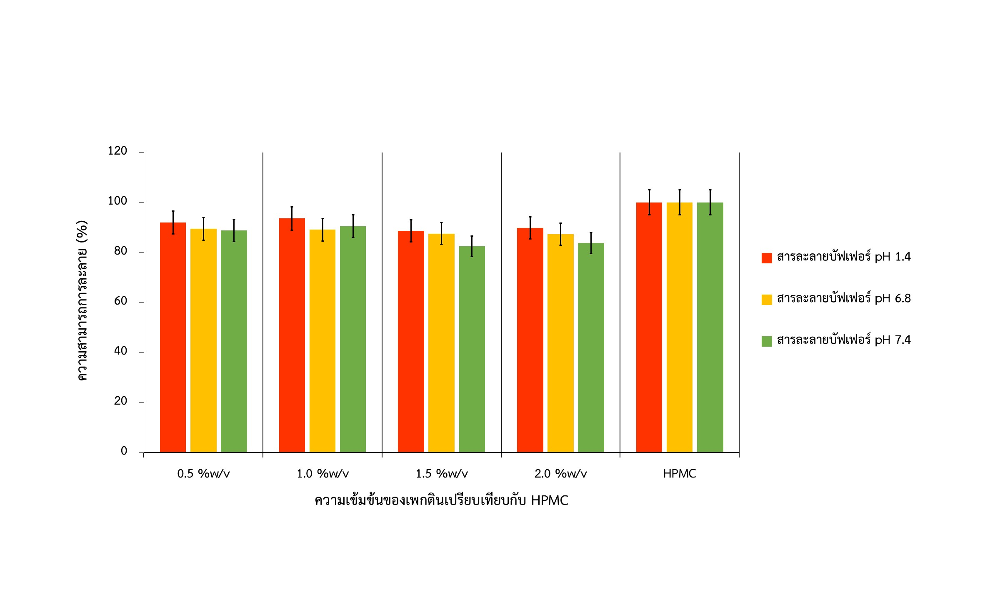 120
100
80
60
40
20
0
ความสามารถการละลาย (%)
0.5 %w/v
1.0 %w/v
1.5 %w/v
2.0 %w/v
HPMC
ความเข้มข้นของเพกตินเปรียบเทียบกับ HPMC
สารละลายบัฟเฟอร์ pH 1.4
สารละลายบัฟเฟอร์ pH 6.8
สารละลายบัฟเฟอร์ pH 7.4